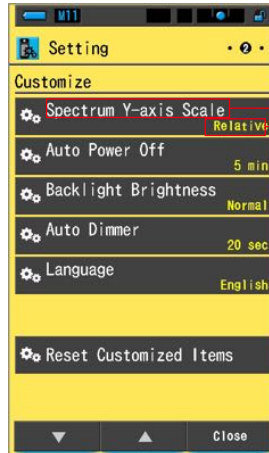 M11
Setting
• 2 •
Customize
Spectrum Y-axis Scale
Relative
Auto Power Off
5 min
Backlight Brightness
Normal
Auto Dimmer
20 sec
Language
English
Reset Customized Items
Close